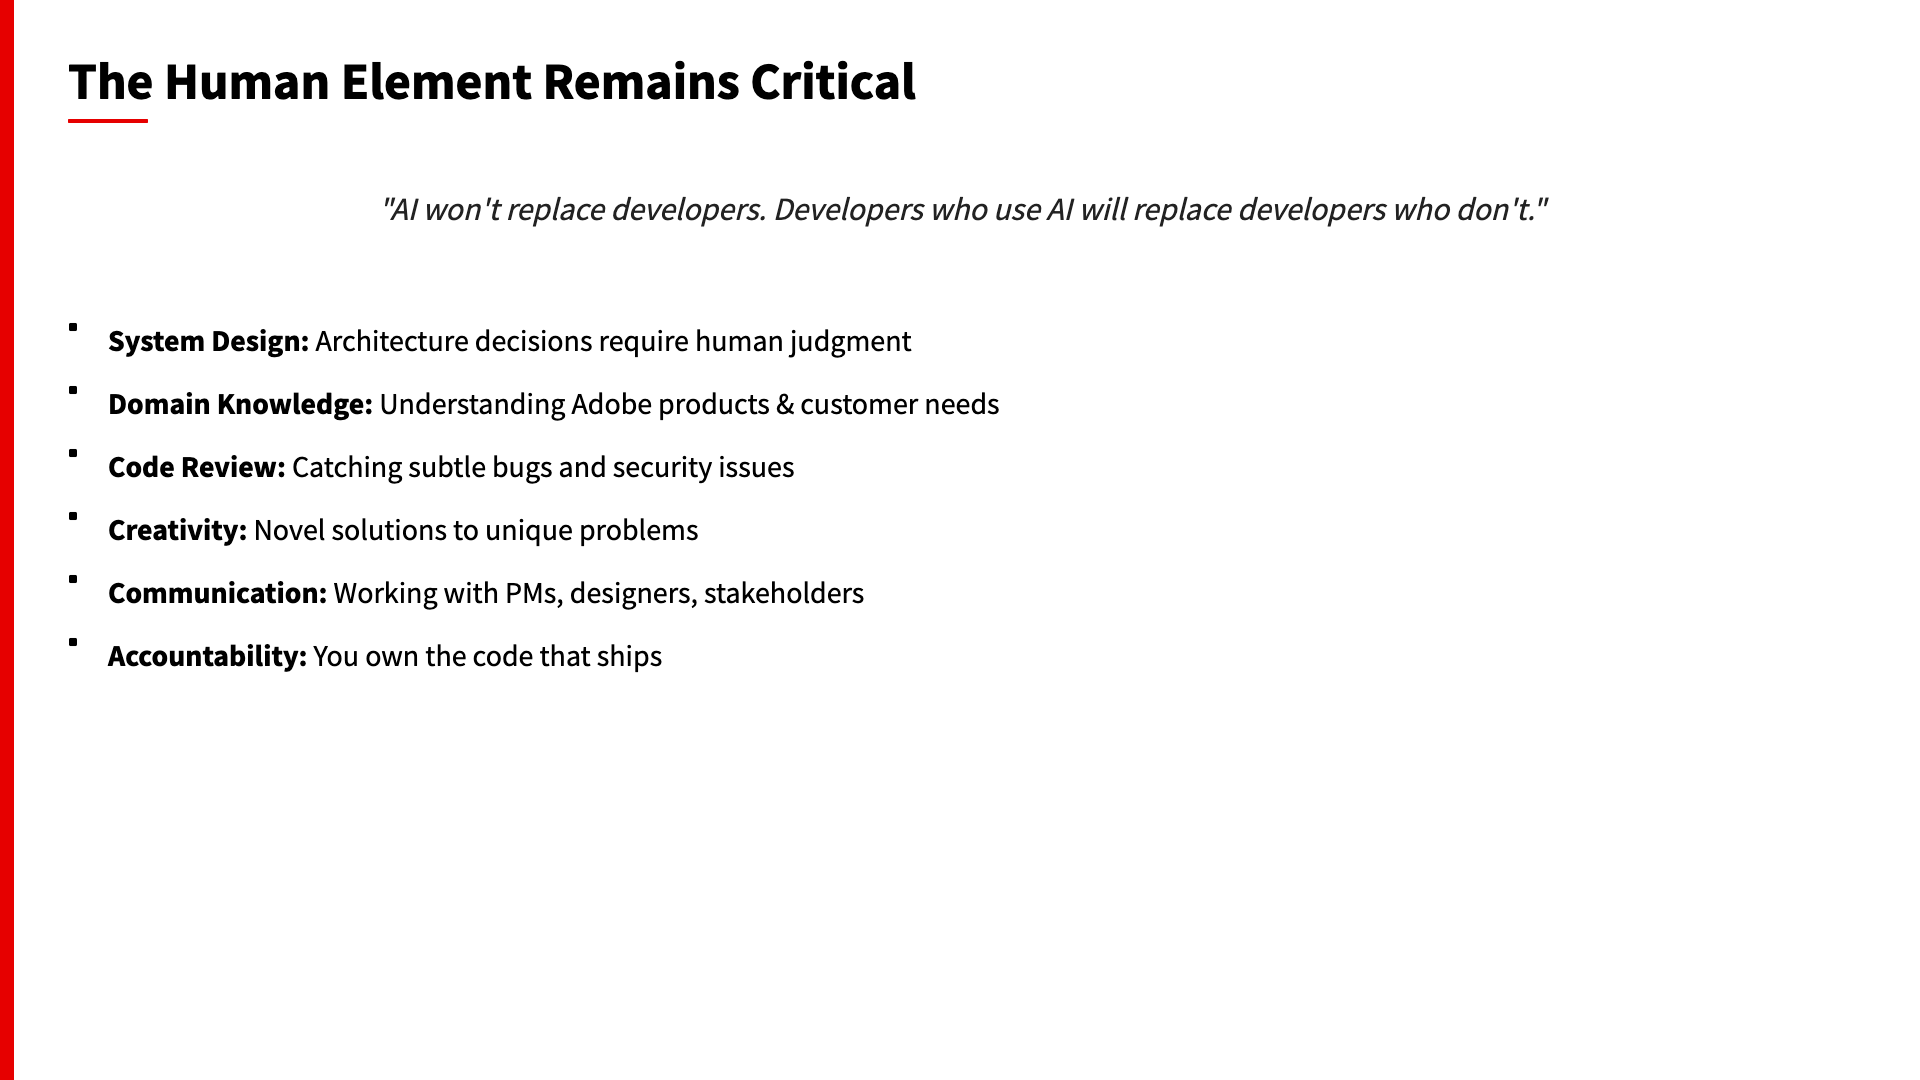 The Human Element Remains Critical
"AI won't replace developers. Developers who use AI will replace developers who don't."
System Design: Architecture decisions require human judgment
Domain Knowledge: Understanding Adobe products & customer needs
Code Review: Catching subtle bugs and security issues
Creativity: Novel solutions to unique problems
Communication: Working with PMs, designers, stakeholders
Accountability: You own the code that ships